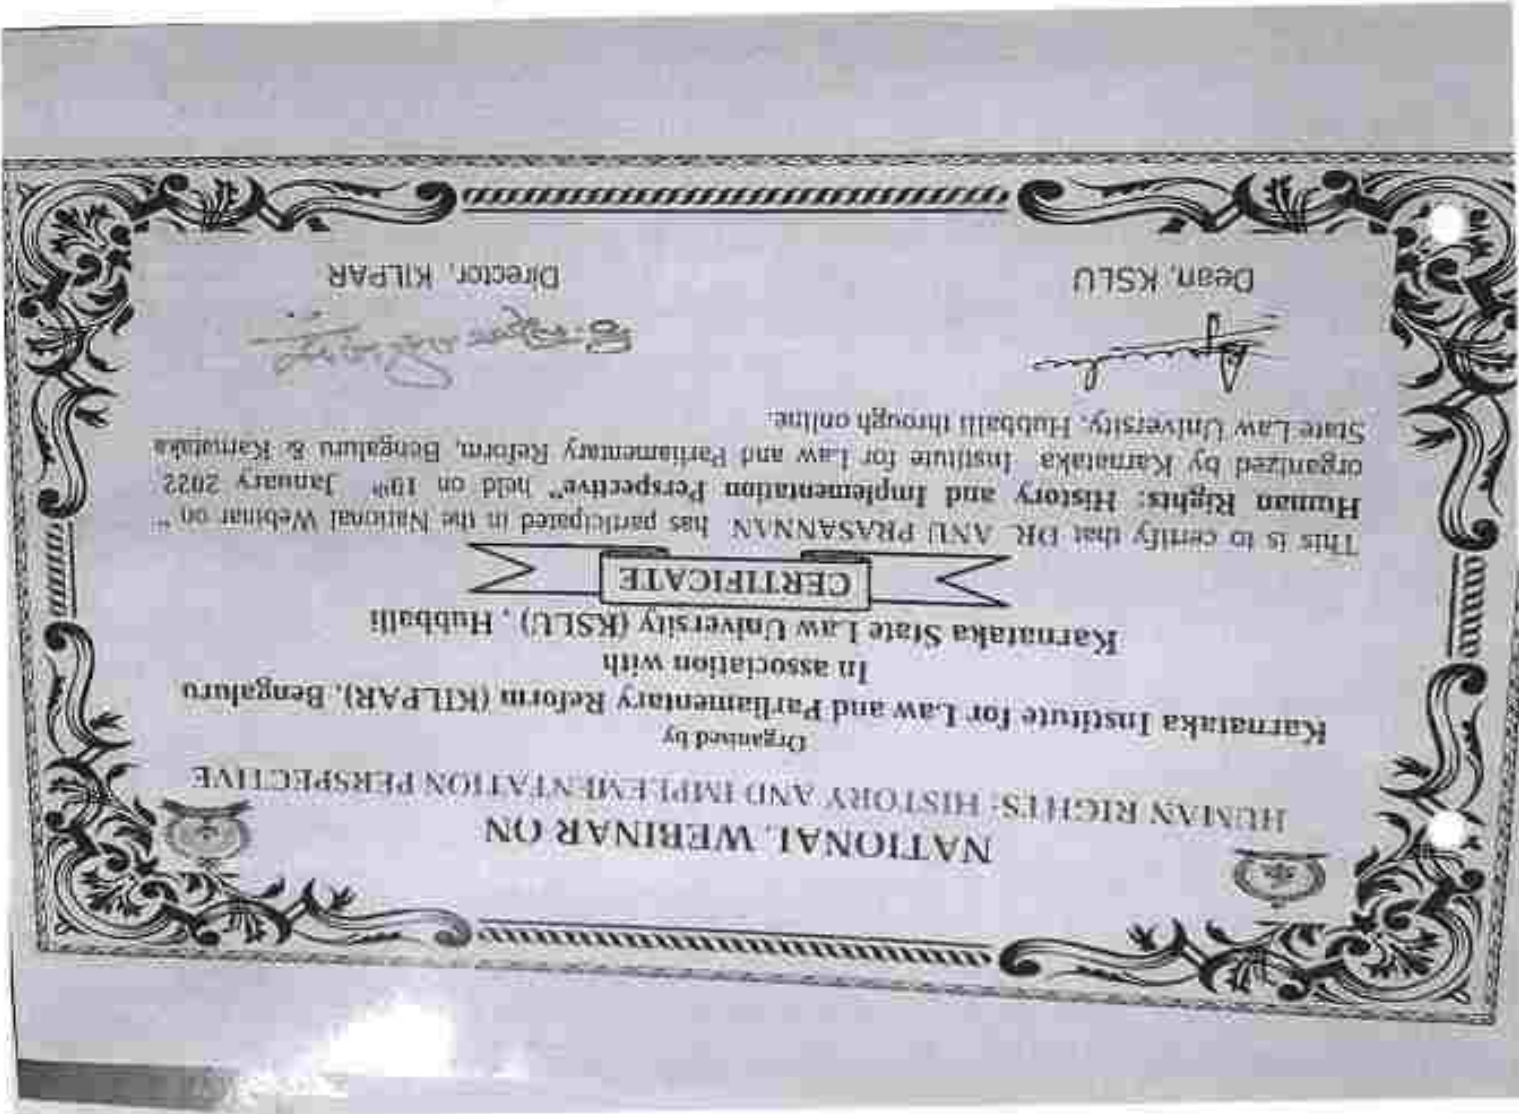 NATIONAL WEBINAR ON
HUMAN RIGHTS: HISTORY AND IMPLEMENTATION PERSPECTIVE
Organised by
Karnataka Institute for Law and Parliamentary Reform (KILPAR), Bengaluru
In association with
Karnataka State Law University (KSLU) , Hubballi
CERTIFICATE
This is to certify that DR. ANU PRASANNAN has participated in the National Webinar on "
Human Rights: History and Implementation Perspective" held on 10th January 2022
organized by Karnataka Institute for Law and Parliamentary Reform, Bengaluru & Karnataka
State Law University, Hubballi through online.
Dean, KSLU
Director, KILPAR